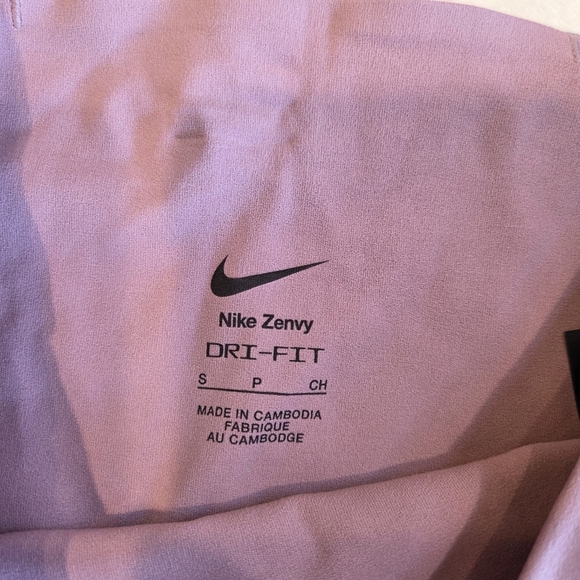 Nike Zenvy
DRI-FIT
S P CH
MADE IN CAMBODIA
FABRIQUE
AU CAMBODGE